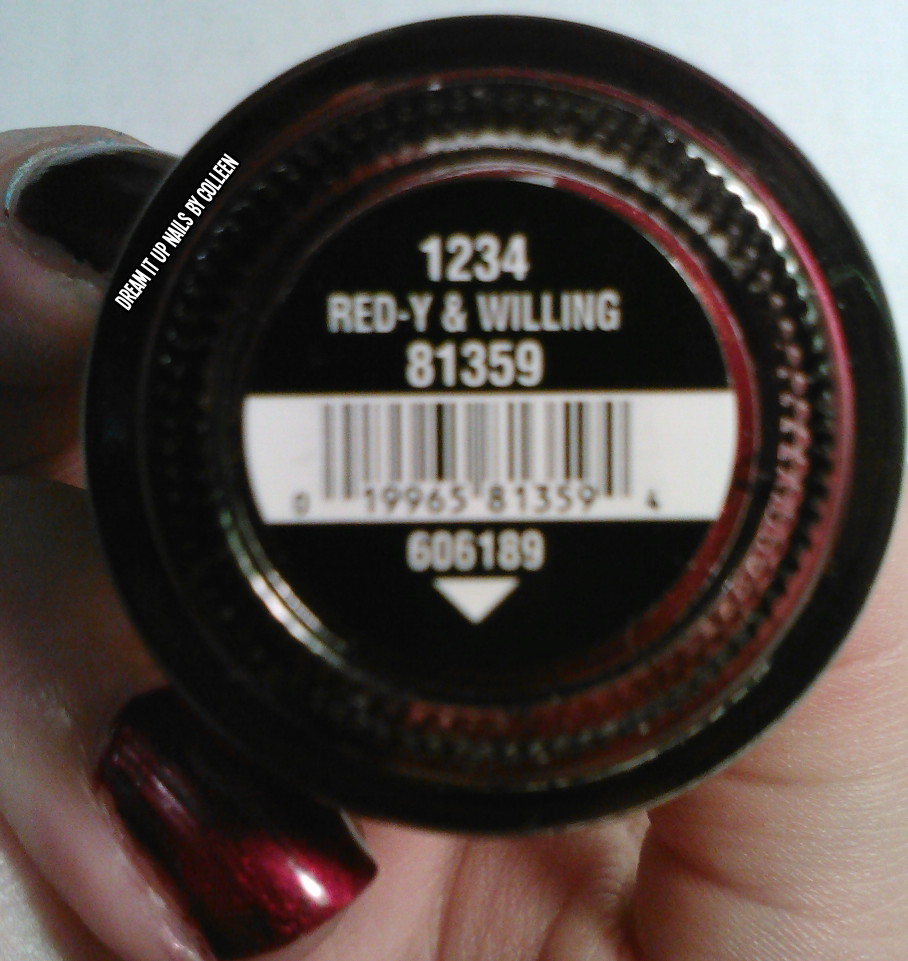 DREAM IT UP NAILS BY COLLEEN
1234
RED-Y & WILLING
81359
0 19965 81359 4
606189